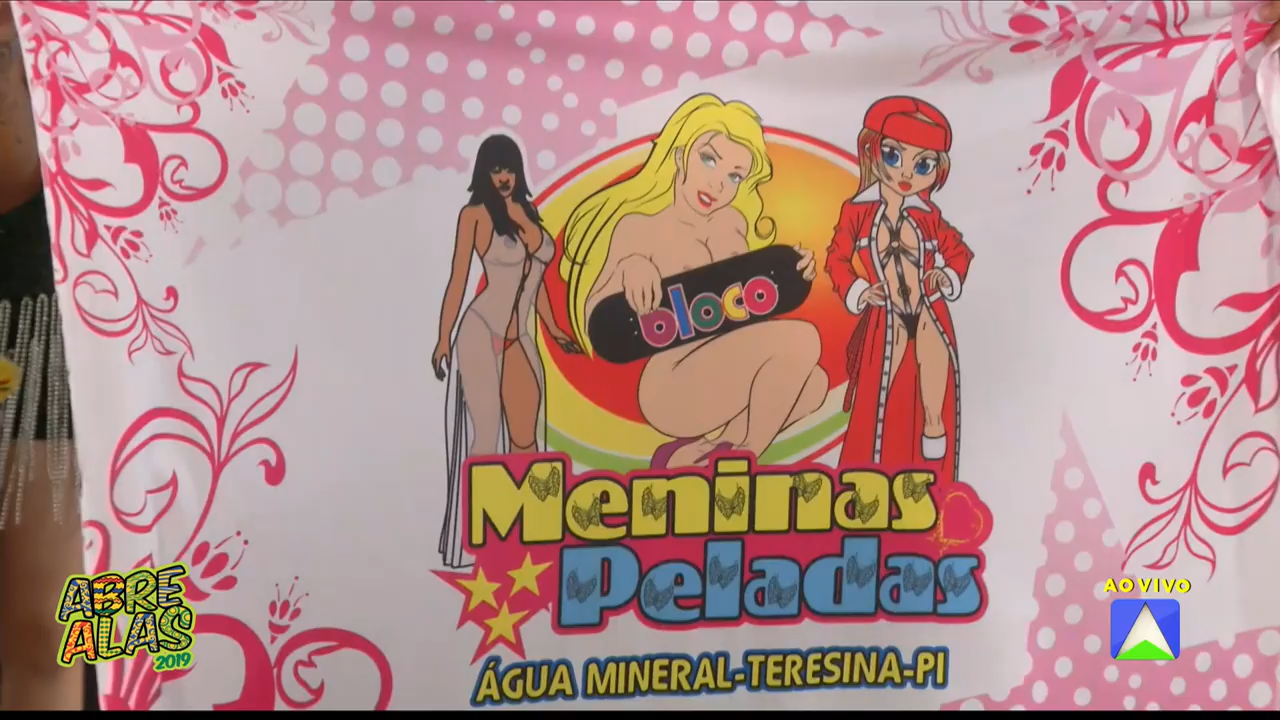 bloco
Meninas
Peladas
ÁGUA MINERAL-TERESINA-PI
ABRE
ALAS
2019
AO VIVO